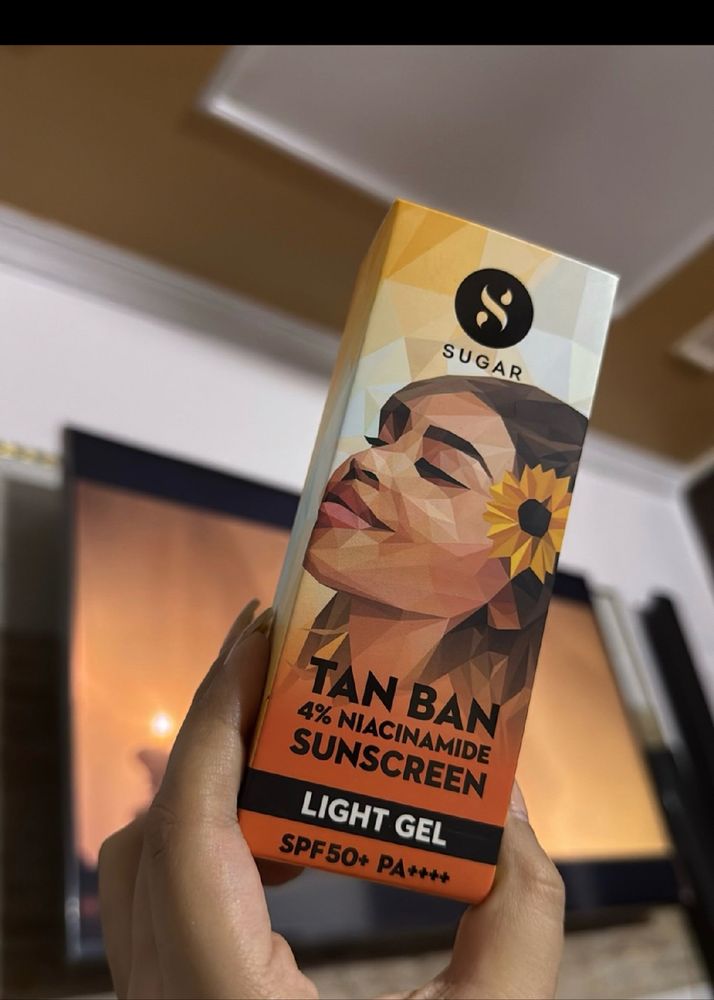 SUGAR
TAN BAN
4% NIACINAMIDE
SUNSCREEN
LIGHT GEL
SPF50+ PA++++